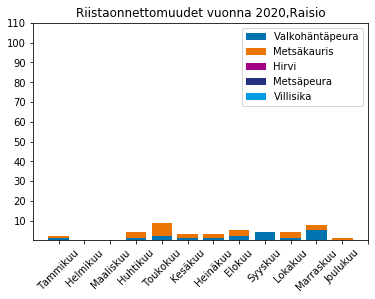 Riistaonnettomuudet vuonna 2020,Raisio
110
100
90
80
70
60
50
40
30
20
10
Valkohäntäpeura
Metsäkauris
Hirvi
Metsäpeura
Villisika
Tammikuu
Helmikuu
Maaliskuu
Huhtikuu
Toukokuu
Kesäkuu
Heinäkuu
Elokuu
Syyskuu
Lokakuu
Marraskuu
Joulukuu